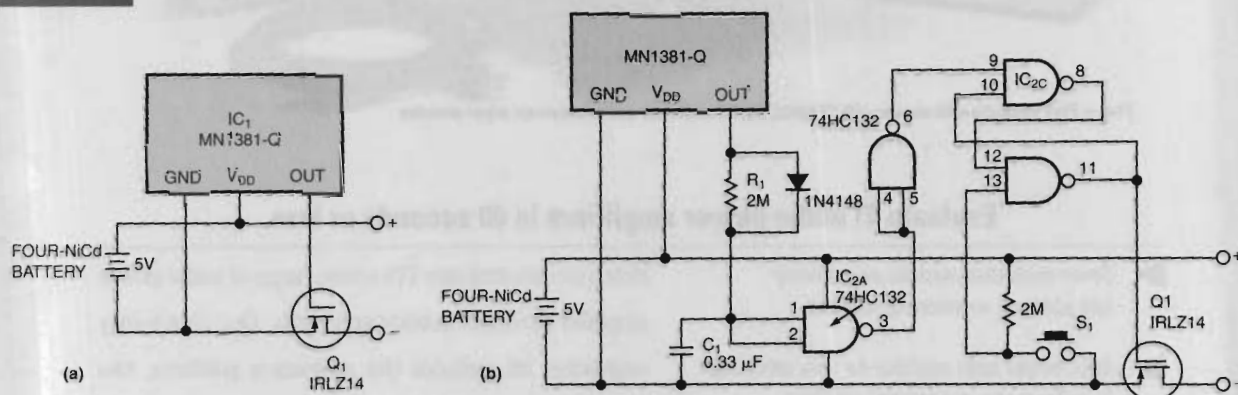 IC1
MN1381-Q
GND VDD OUT
FOUR-NiCd
BATTERY
5V
+
−
Q1
IRLZ14
(a)
MN1381-Q
GND VDD OUT
R1
2M
1N4148
74HC132
6
4 5
9
10
IC2C
8
12
13
11
FOUR-NiCd
BATTERY
5V
C1
0.33 µF
IC2A
74HC132
1
2
3
2M
S1
Q1
IRLZ14
+
(b)